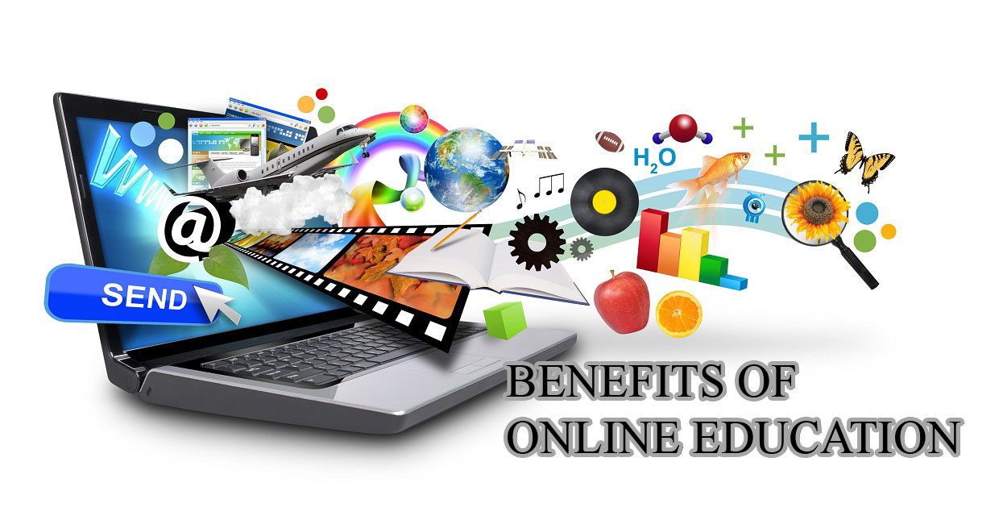 WWW
@
SEND
H2O
BENEFITS OF
ONLINE EDUCATION